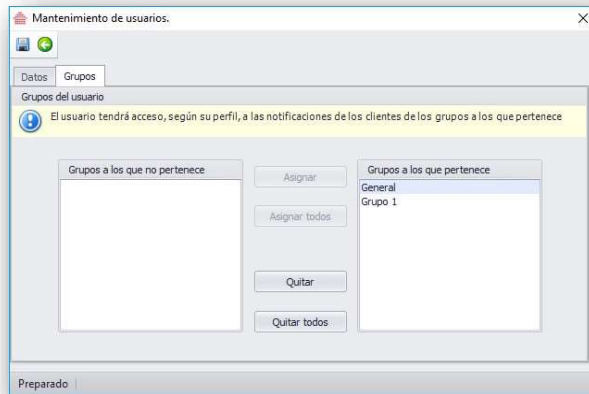 Mantenimiento de usuarios.
Datos
Grupos
Grupos del usuario
El usuario tendrá acceso, según su perfil, a las notificaciones de los clientes de los grupos a los que pertenece
Grupos a los que no pertenece
Asignar
Asignar todos
Quitar
Quitar todos
Grupos a los que pertenece
General
Grupo 1
Preparado